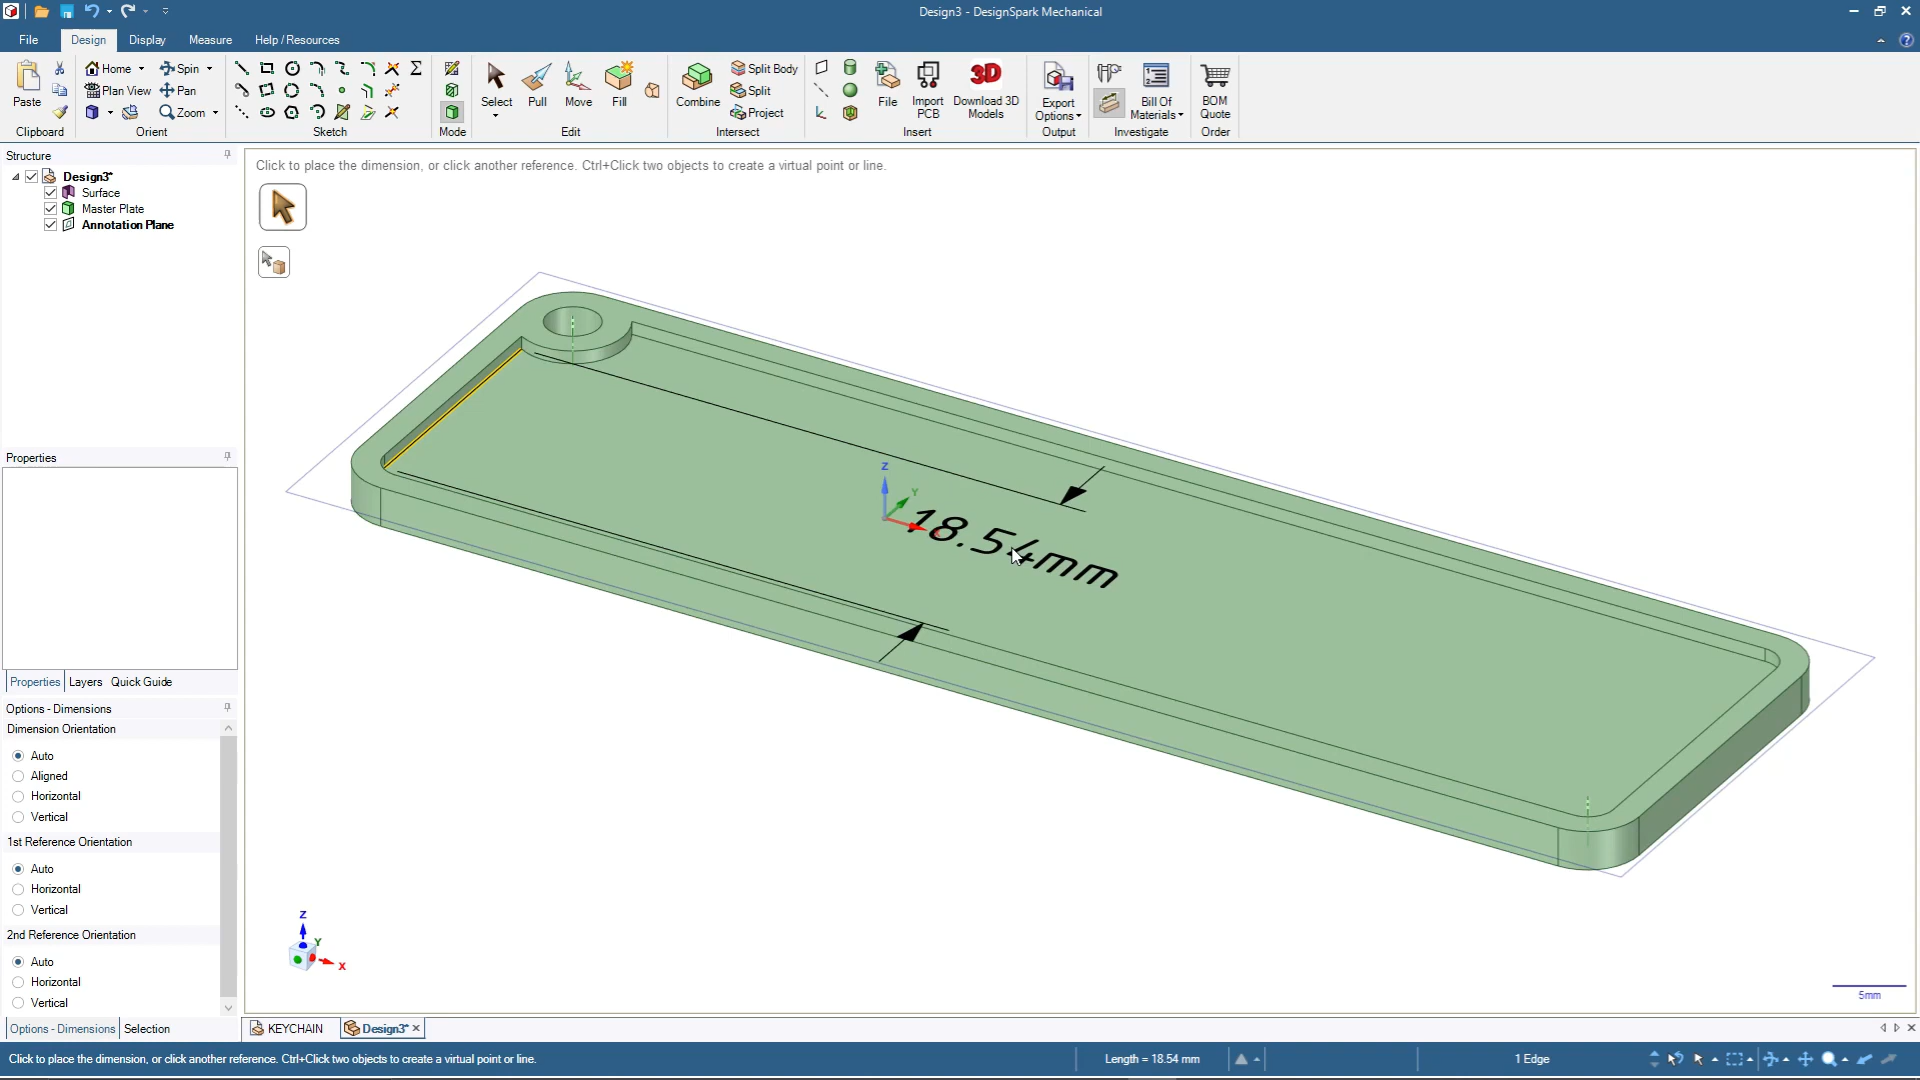 Design3 - DesignSpark Mechanical
File Design Display Measure Help / Resources
Paste
Clipboard
Home Spin
Plan View Pan
Zoom
Orient
Sketch
Mode
Select Pull Move Fill
Edit
Combine
Split Body
Split
Project
Intersect
File Import PCB Download 3D Models
3D
Insert
Export Options
Output
Bill Of Materials
Investigate
BOM Quote
Order
Structure
Design3*
Surface
Master Plate
Annotation Plane
Click to place the dimension, or click another reference. Ctrl+Click two objects to create a virtual point or line.
Z
Y
18.54mm
Properties
Properties Layers Quick Guide
Options - Dimensions
Dimension Orientation
Auto
Aligned
Horizontal
Vertical
1st Reference Orientation
Auto
Horizontal
Vertical
2nd Reference Orientation
Auto
Horizontal
Vertical
Z
Y
X
5mm
Options - Dimensions Selection
KEYCHAIN Design3*
Click to place the dimension, or click another reference. Ctrl+Click two objects to create a virtual point or line.
Length = 18.54 mm
1 Edge